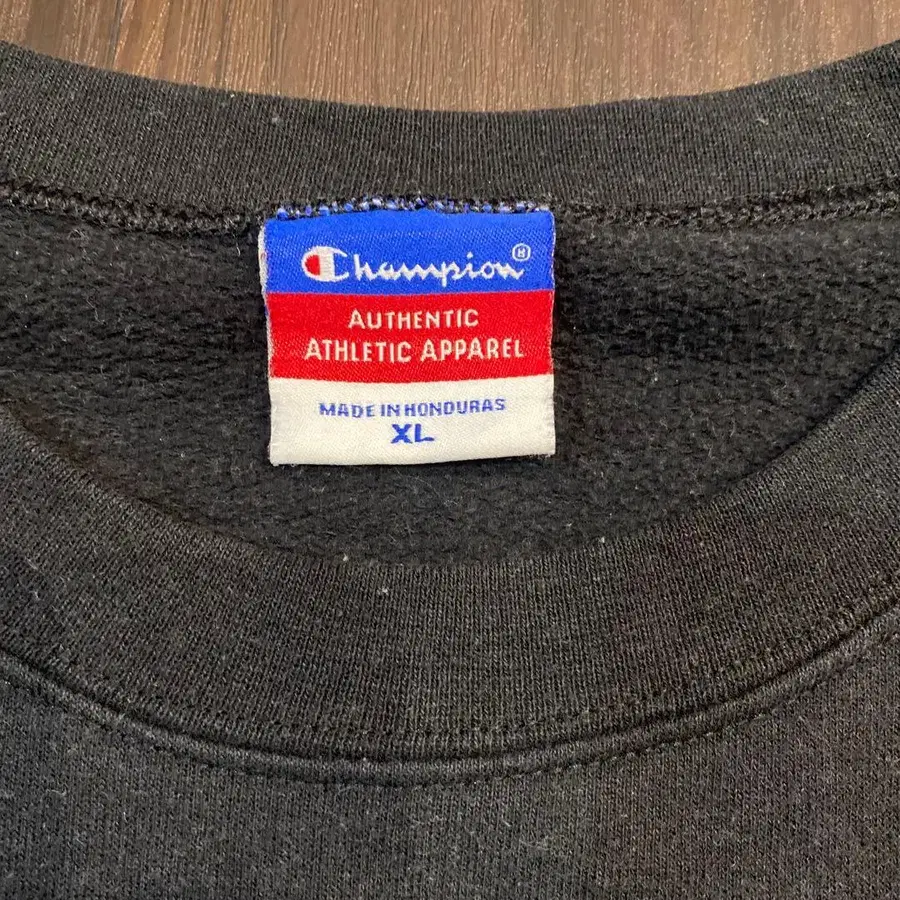 Champion®
AUTHENTIC
ATHLETIC APPAREL
MADE IN HONDURAS
XL